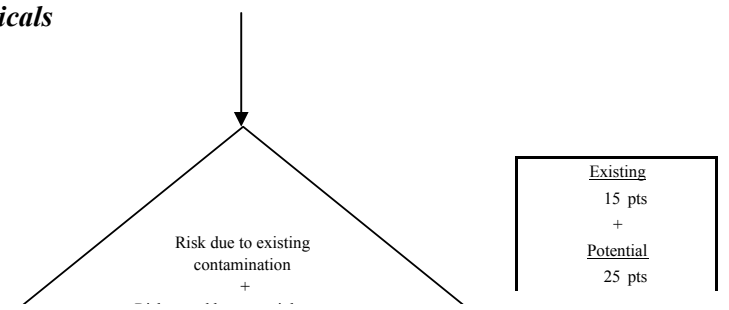 icals
Risk due to existing
contamination
+
Existing
15 pts
+
Potential
25 pts